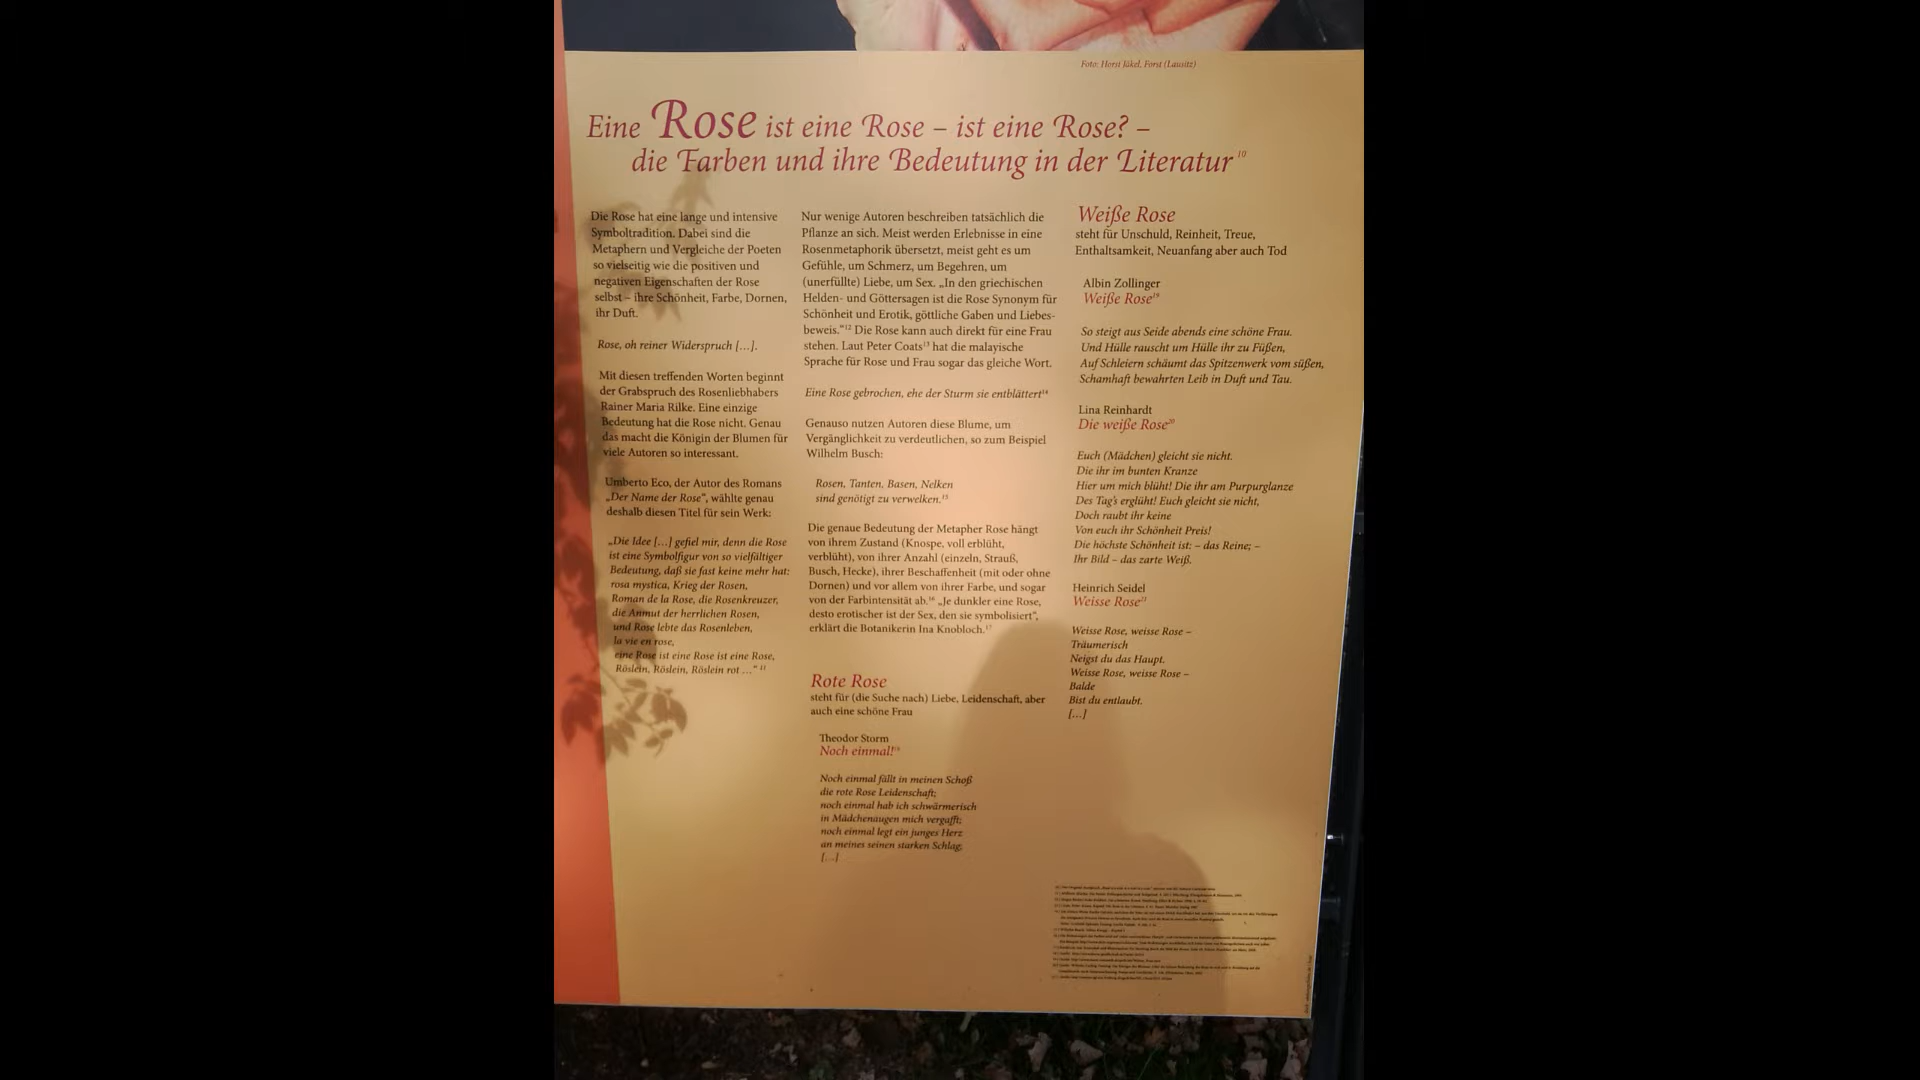 Foto: Horst Jäkel, Forst (Lausitz)
Eine Rose ist eine Rose – ist eine Rose? –
die Farben und ihre Bedeutung in der Literatur 10
Die Rose hat eine lange und intensive
Symboltradition. Dabei sind die
Metaphern und Vergleiche der Poeten
so vielseitig wie die positiven und
negativen Eigenschaften der Rose
selbst – ihre Schönheit, Farbe, Dornen,
ihr Duft.
Rose, oh reiner Widerspruch […].
Mit diesen treffenden Worten beginnt
der Grabspruch des Rosenliebhabers
Rainer Maria Rilke. Eine einzige
Bedeutung hat die Rose nicht. Genau
das macht die Königin der Blumen für
viele Autoren so interessant.
Umberto Eco, der Autor des Romans
„Der Name der Rose“, wählte genau
deshalb diesen Titel für sein Werk:
„Die Idee […] gefiel mir, denn die Rose
ist eine Symbolfigur von so vielfältiger
Bedeutung, daß sie fast keine mehr hat:
rosa mystica, Krieg der Rosen,
Roman de la Rose, die Rosenkreuzer,
die Anmut der herrlichen Rosen,
und Rose lebte das Rosenleben,
la vie en rose,
eine Rose ist eine Rose ist eine Rose,
Röslein, Röslein, Röslein rot …“ 11
Nur wenige Autoren beschreiben tatsächlich die
Pflanze an sich. Meist werden Erlebnisse in eine
Rosenmetaphorik übersetzt, meist geht es um
Gefühle, um Schmerz, um Begehren, um
(unerfüllte) Liebe, um Sex. „In den griechischen
Helden- und Göttersagen ist die Rose Synonym für
Schönheit und Erotik, göttliche Gaben und Liebes-
beweis.“12 Die Rose kann auch direkt für eine Frau
stehen. Laut Peter Coats13 hat die malayische
Sprache für Rose und Frau sogar das gleiche Wort.
Eine Rose gebrochen, ehe der Sturm sie entblättert14
Genauso nutzen Autoren diese Blume, um
Vergänglichkeit zu verdeutlichen, so zum Beispiel
Wilhelm Busch:
Rosen, Tanten, Basen, Nelken
sind genötigt zu verwelken.15
Die genaue Bedeutung der Metapher Rose hängt
von ihrem Zustand (Knospe, voll erblüht,
verblüht), von ihrer Anzahl (einzeln, Strauß,
Busch, Hecke), ihrer Beschaffenheit (mit oder ohne
Dornen) und vor allem von ihrer Farbe, und sogar
von der Farbintensität ab.16 „Je dunkler eine Rose,
desto erotischer ist der Sex, den sie symbolisiert“,
erklärt die Botanikerin Ina Knobloch.17
Rote Rose
steht für (die Suche nach) Liebe, Leidenschaft, aber
auch eine schöne Frau
Theodor Storm
Noch einmal!18
Noch einmal fällt in meinen Schoß
die rote Rose Leidenschaft;
noch einmal hab ich schwärmerisch
in Mädchenaugen mich vergafft;
noch einmal legt ein junges Herz
an meines seinen starken Schlag;
[…]
Weiße Rose
steht für Unschuld, Reinheit, Treue,
Enthaltsamkeit, Neuanfang aber auch Tod
Albin Zollinger
Weiße Rose19
So steigt aus Seide abends eine schöne Frau.
Und Hülle rauscht um Hülle ihr zu Füßen,
Auf Schleiern schäumt das Spitzenwerk vom süßen,
Schamhaft bewahrten Leib in Duft und Tau.
Lina Reinhardt
Die weiße Rose20
Euch (Mädchen) gleicht sie nicht.
Die ihr im bunten Kranze
Hier um mich blüht! Die ihr am Purpurglanze
Des Tag's erglüht! Euch gleicht sie nicht,
Doch raubt ihr keine
Von euch ihr Schönheit Preis!
Die höchste Schönheit ist: – das Reine; –
Ihr Bild – das zarte Weiß.
Heinrich Seidel
Weisse Rose21
Weisse Rose, weisse Rose –
Träumerisch
Neigst du das Haupt.
Weisse Rose, weisse Rose –
Balde
Bist du entlaubt.
[…]